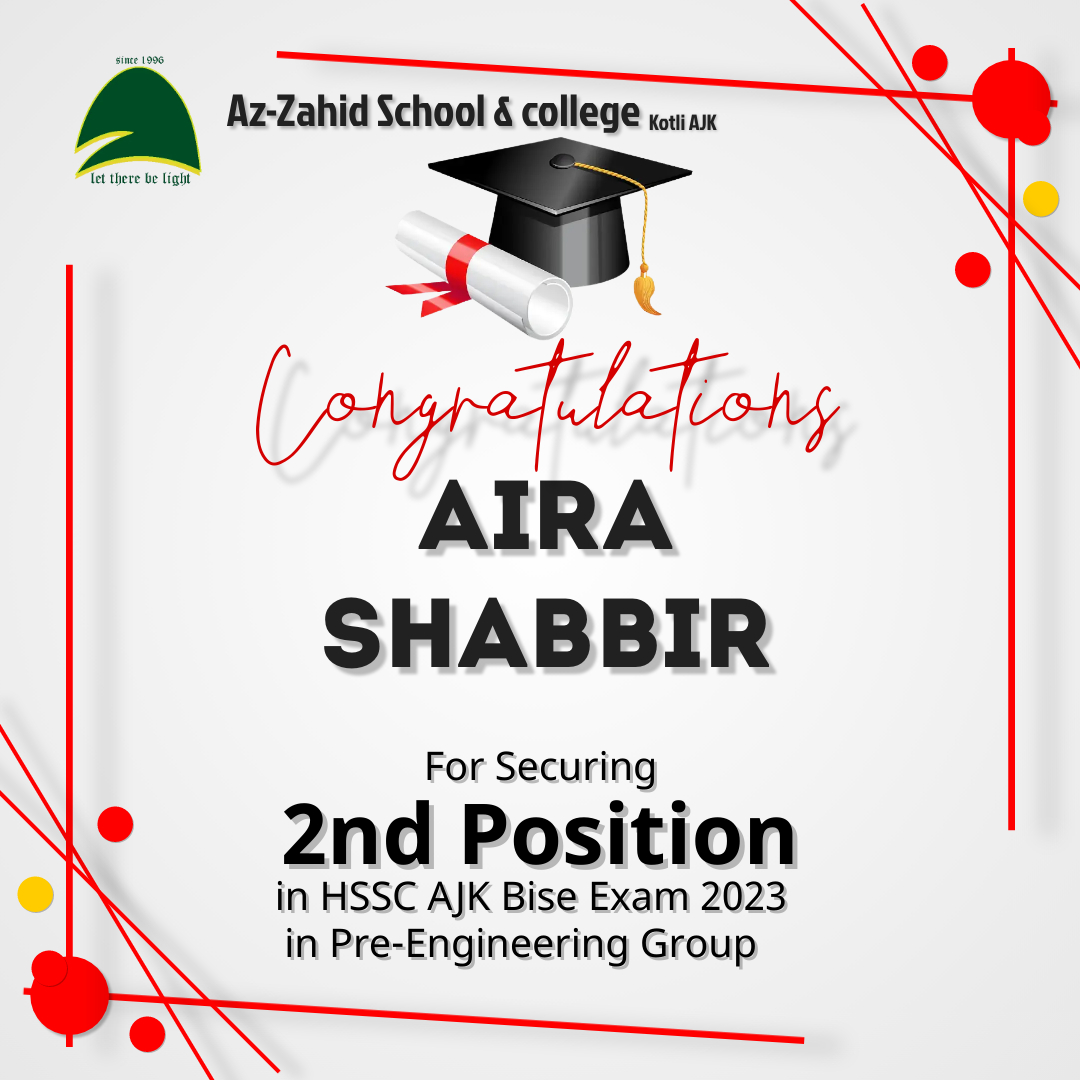 since 1996
let there be light
Az-Zahid School & college Kotli AJK
Congratulations
AIRA
SHABBIR
For Securing
2nd Position
in HSSC AJK Bise Exam 2023
in Pre-Engineering Group